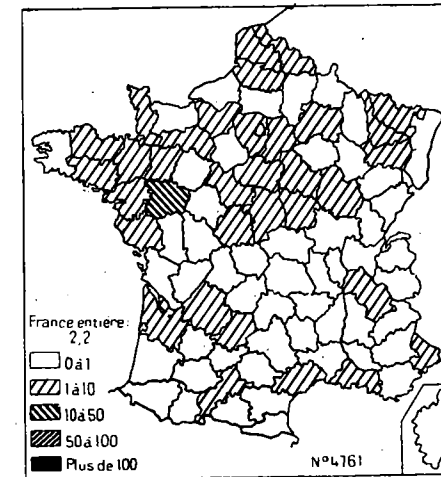 France entière:
2,2
0 à 1
1 à 10
10 à 50
50 à 100
Plus de 100
N°4761